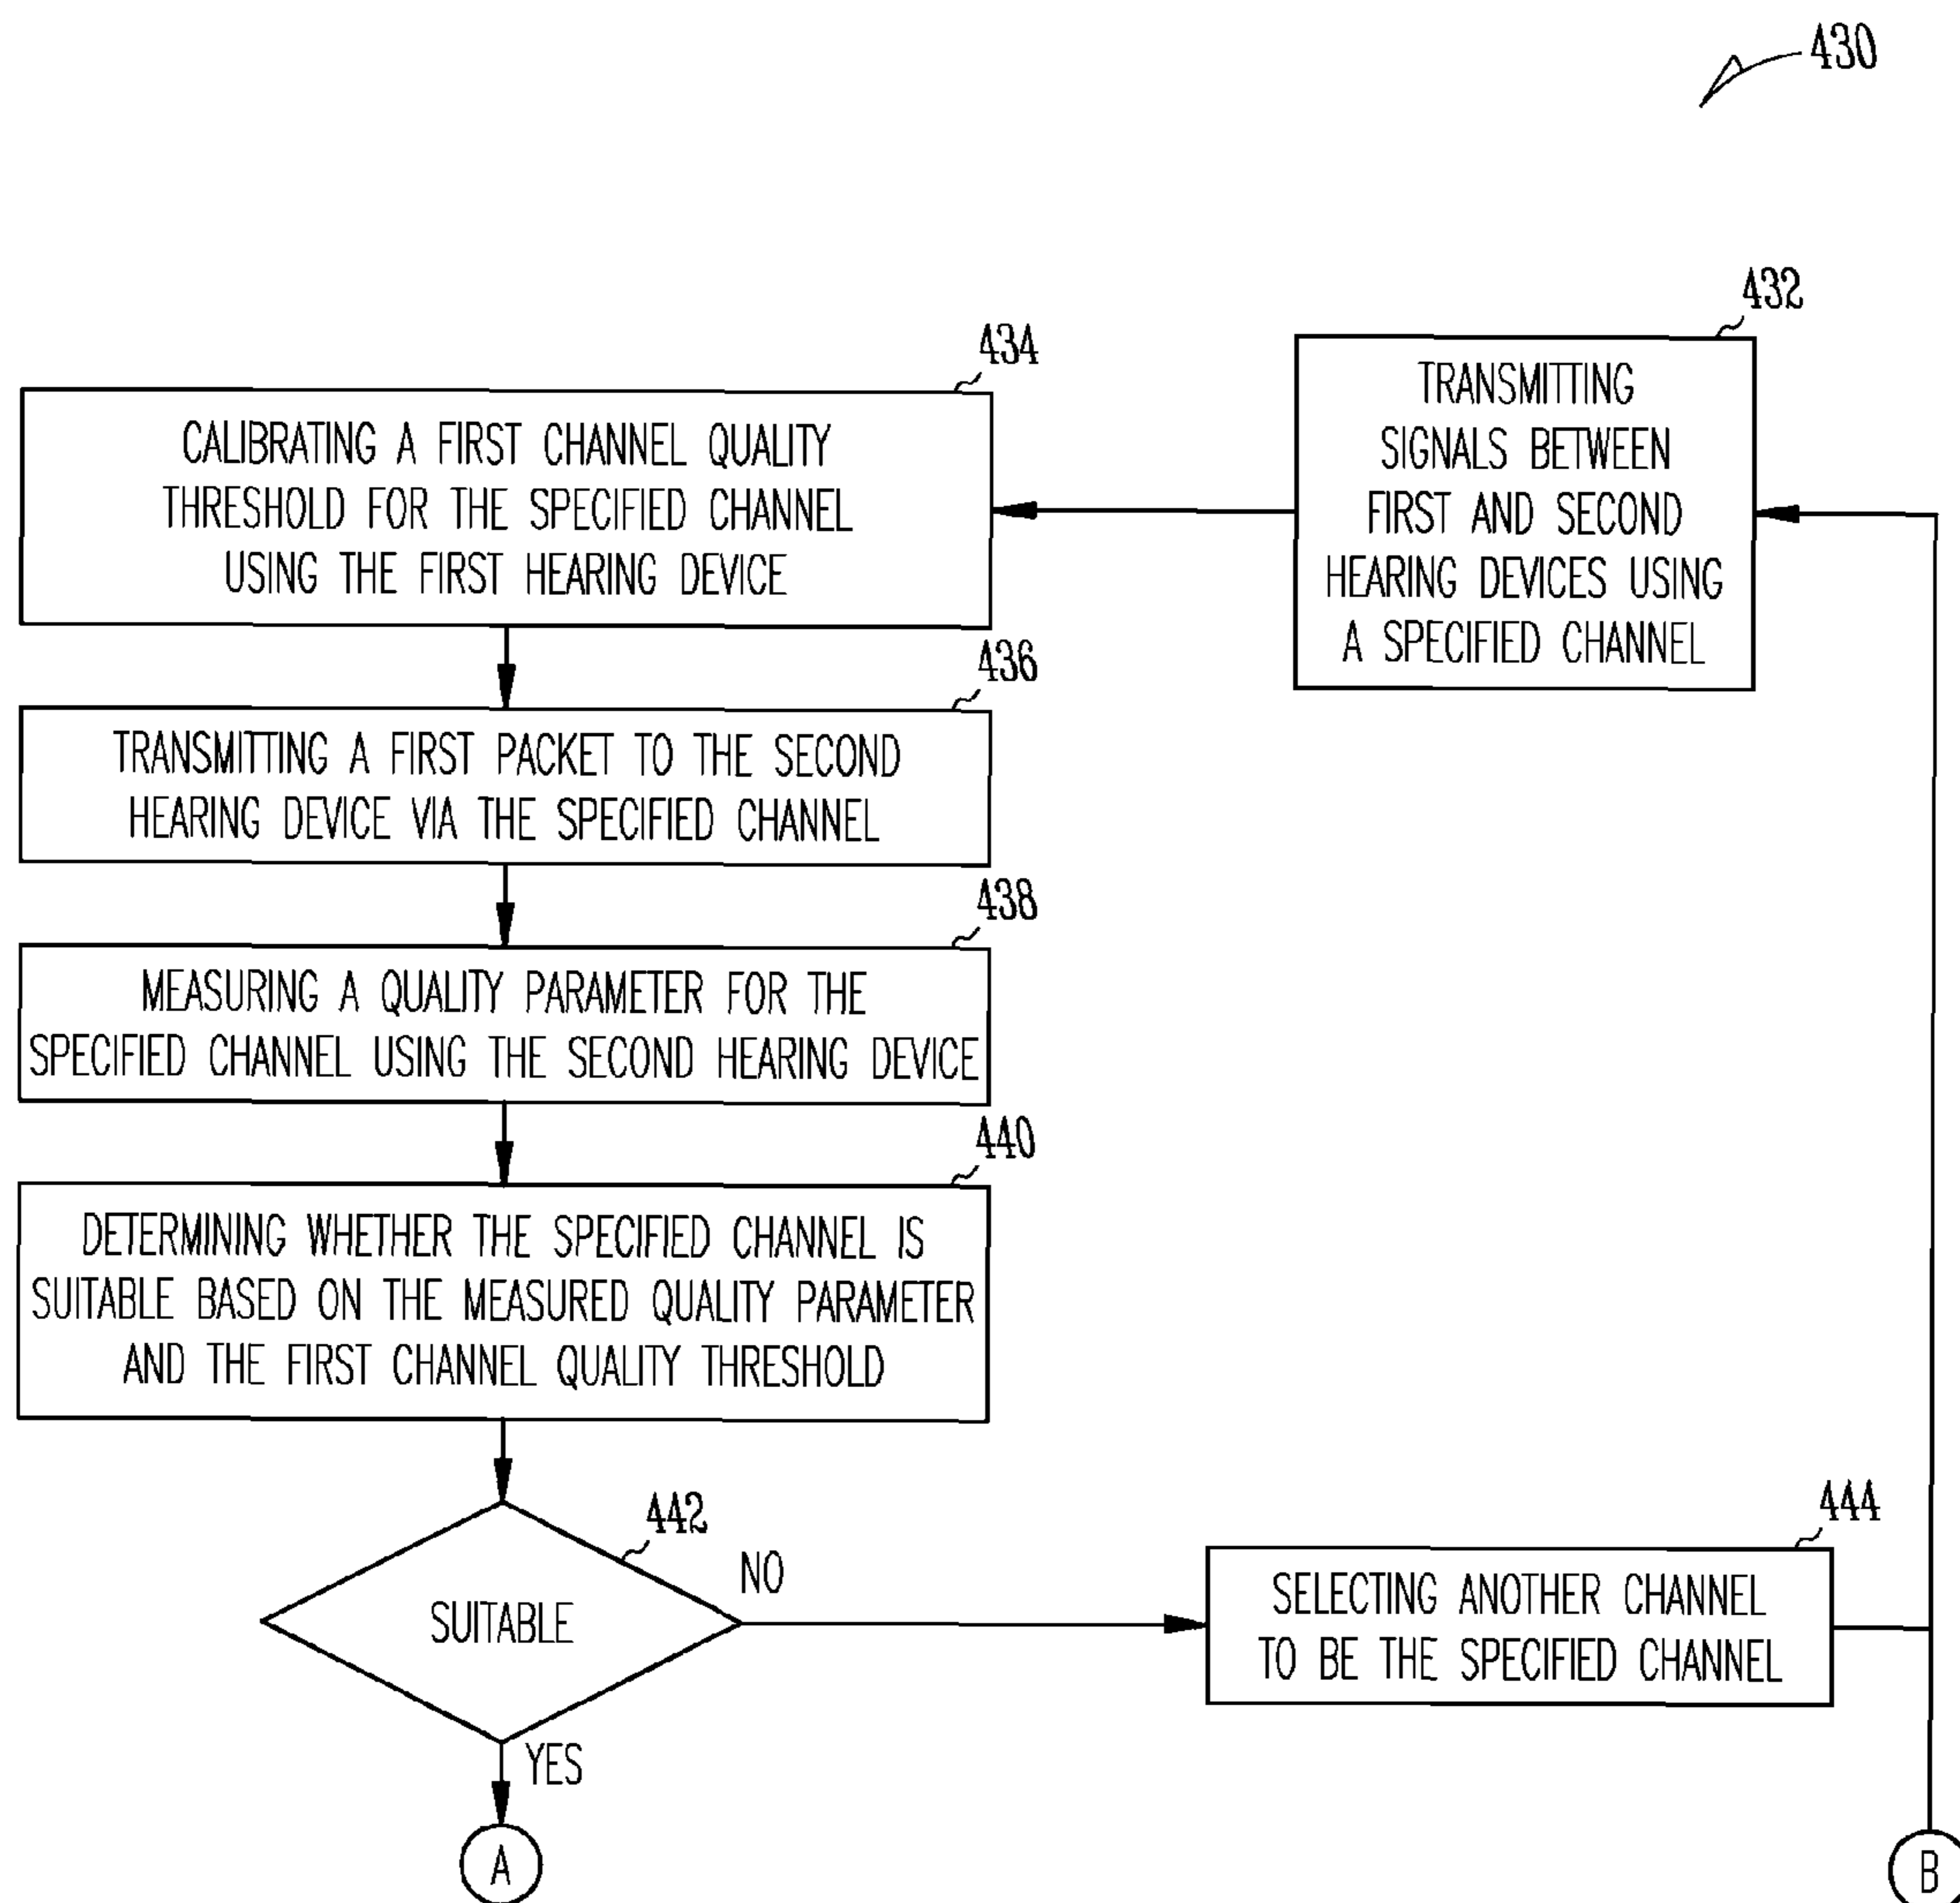 430
432
TRANSMITTING
SIGNALS BETWEEN
FIRST AND SECOND
HEARING DEVICES USING
A SPECIFIED CHANNEL
434
CALIBRATING A FIRST CHANNEL QUALITY
THRESHOLD FOR THE SPECIFIED CHANNEL
USING THE FIRST HEARING DEVICE
436
TRANSMITTING A FIRST PACKET TO THE SECOND
HEARING DEVICE VIA THE SPECIFIED CHANNEL
438
MEASURING A QUALITY PARAMETER FOR THE
SPECIFIED CHANNEL USING THE SECOND HEARING DEVICE
440
DETERMINING WHETHER THE SPECIFIED CHANNEL IS
SUITABLE BASED ON THE MEASURED QUALITY PARAMETER
AND THE FIRST CHANNEL QUALITY THRESHOLD
442
SUITABLE
NO
YES
444
SELECTING ANOTHER CHANNEL
TO BE THE SPECIFIED CHANNEL
A
B